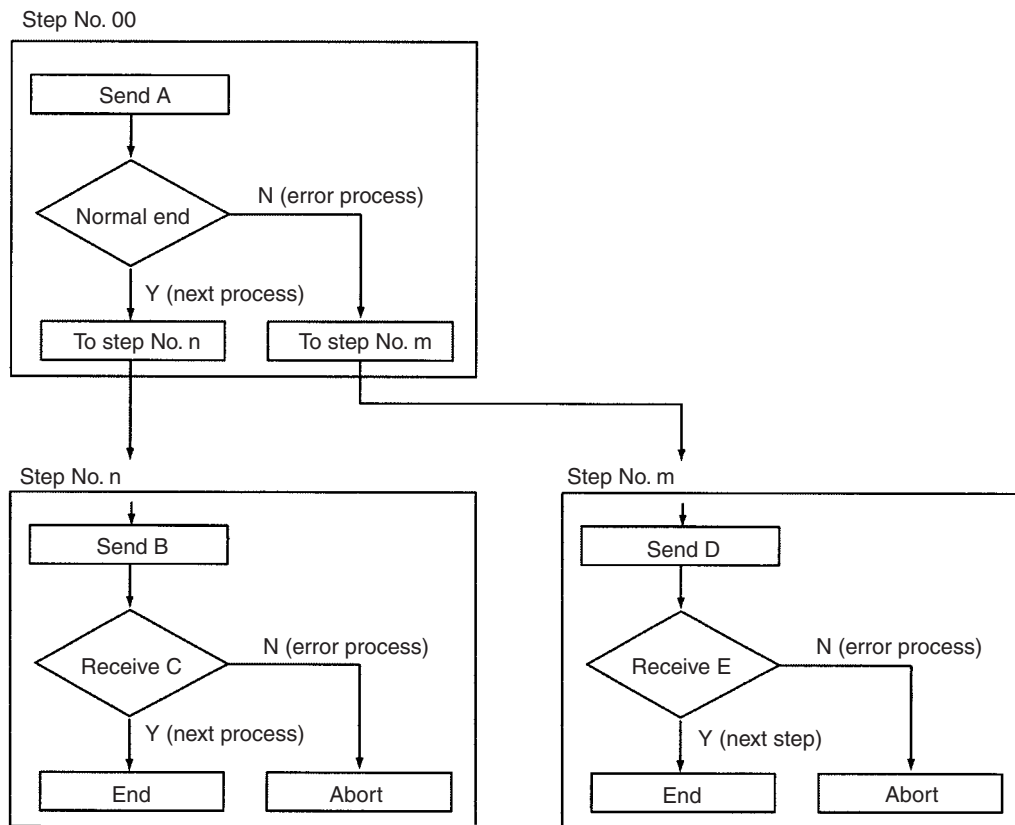 Step No. 00
Send A
Normal end
N (error process)
Y (next process)
To step No. n
To step No. m
Step No. n
Send B
Receive C
N (error process)
Y (next process)
End
Abort
Step No. m
Send D
Receive E
N (error process)
Y (next step)
End
Abort